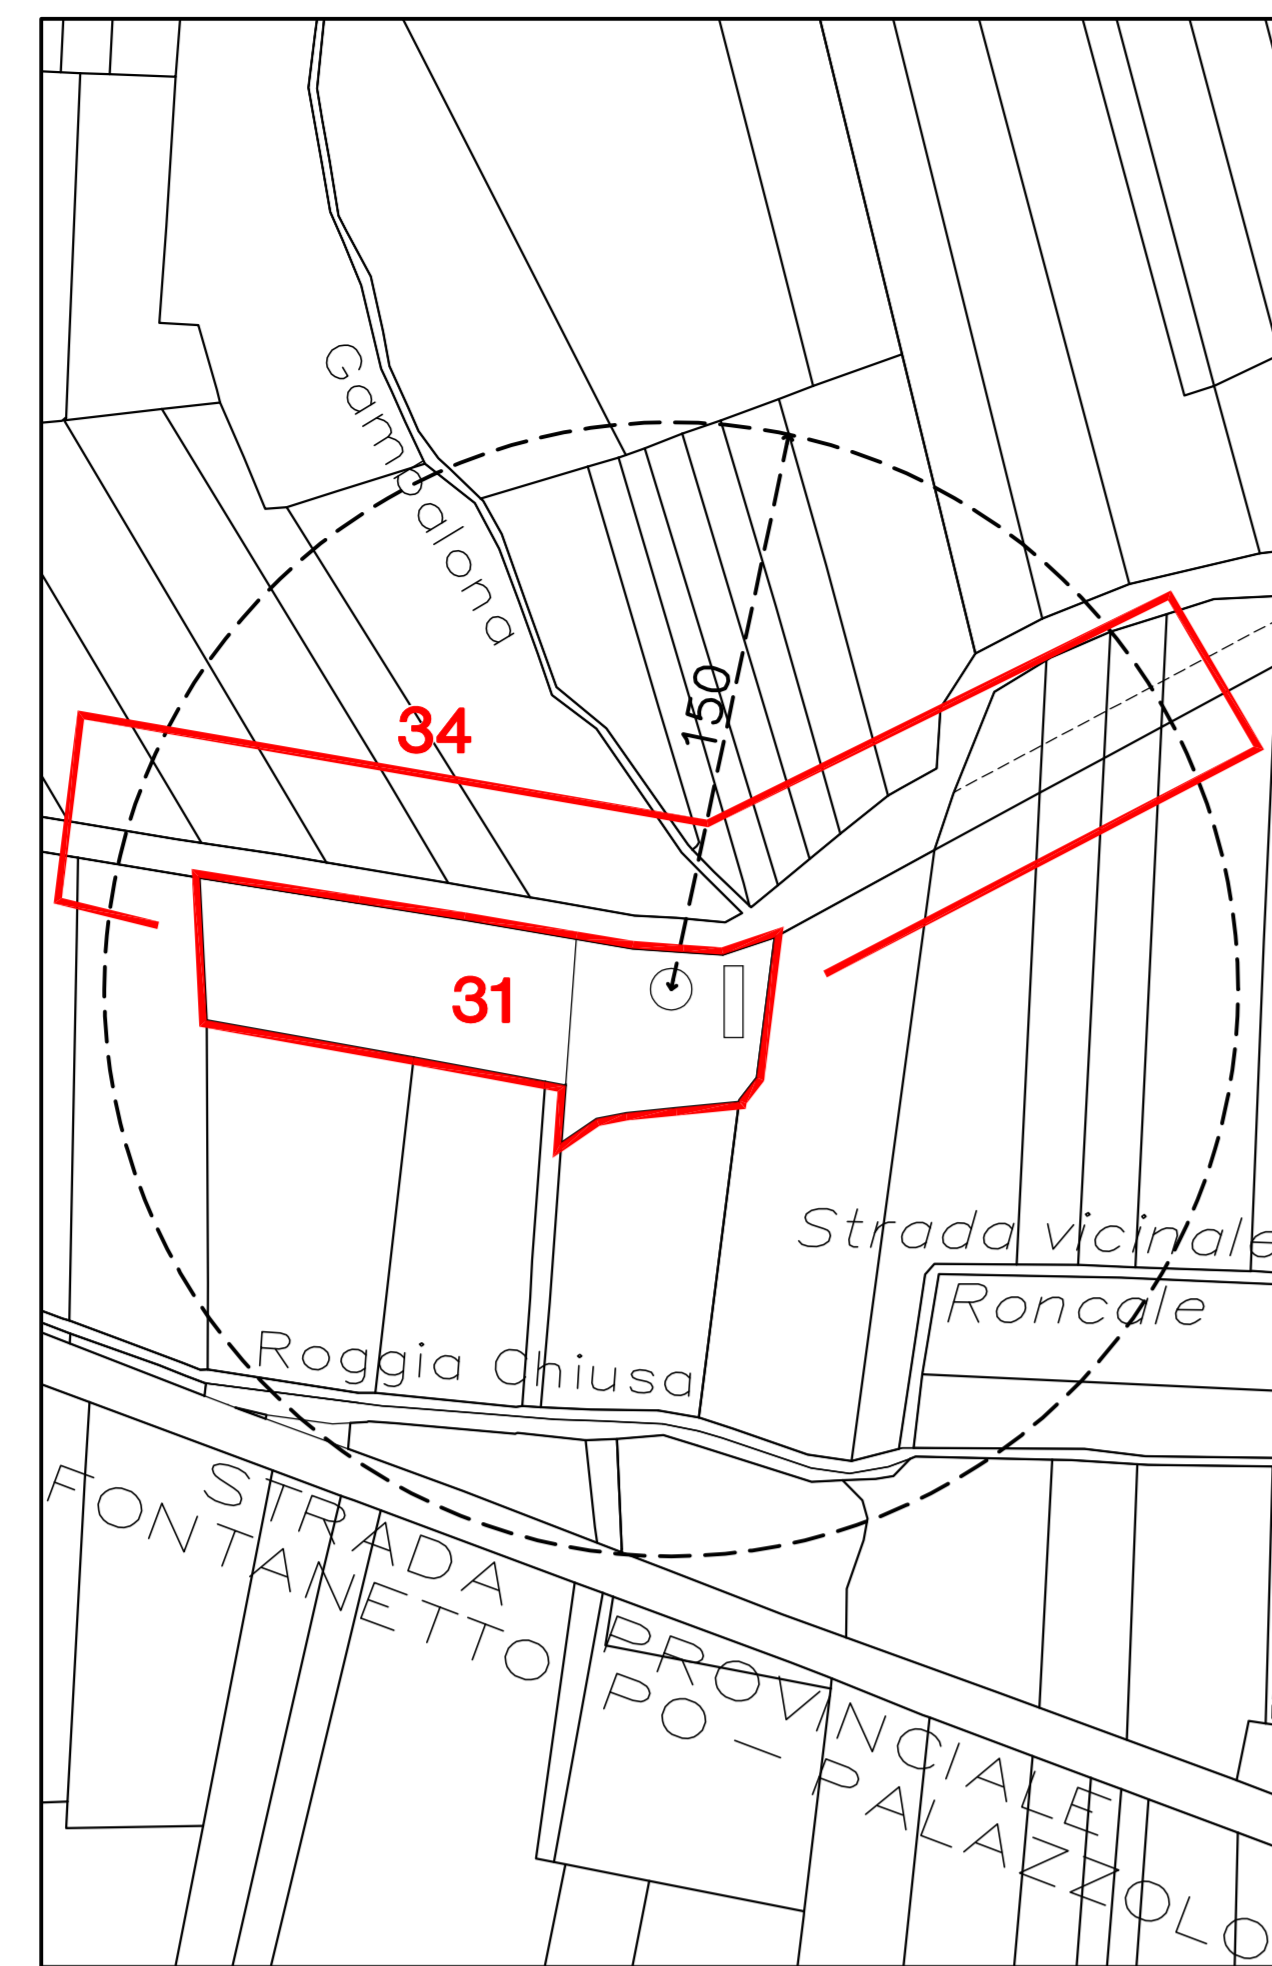 Gampalona
34
150
31
Strada vicinale
Roncale
Roggia Chiusa
STRADA PROVINCIALE
FONTANETTO PO — PALAZZOLO